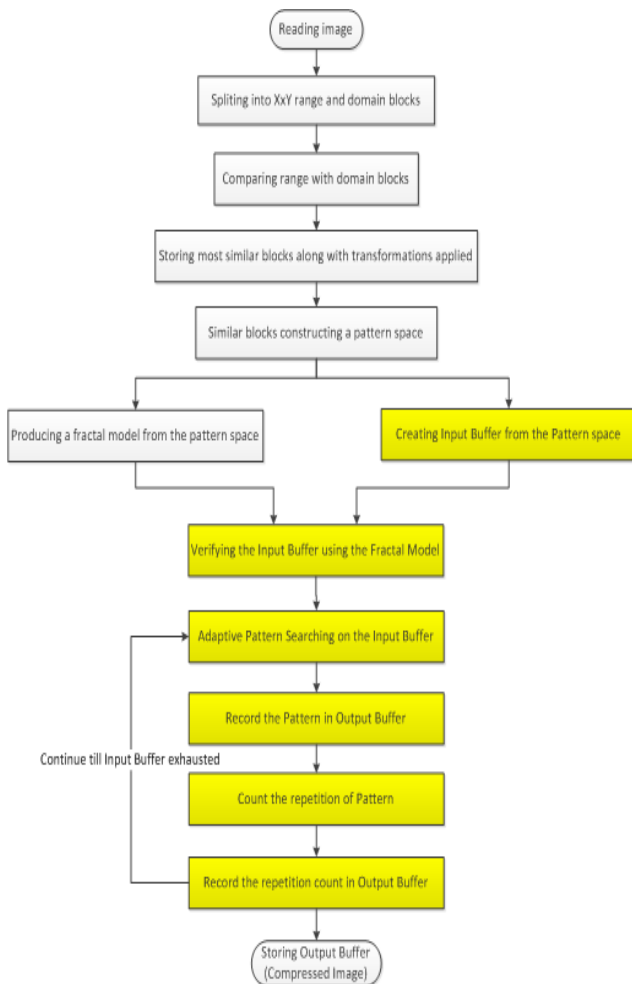 Reading image
Spliting into XxY range and domain blocks
Comparing range with domain blocks
Storing most similar blocks along with transformations applied
Similar blocks constructing a pattern space
Producing a fractal model from the pattern space
Creating Input Buffer from the Pattern space
Verifying the Input Buffer using the Fractal Model
Adaptive Pattern Searching on the Input Buffer
Record the Pattern in Output Buffer
Continue till Input Buffer exhausted
Count the repetition of Pattern
Record the repetition count in Output Buffer
Storing Output Buffer
(Compressed Image)